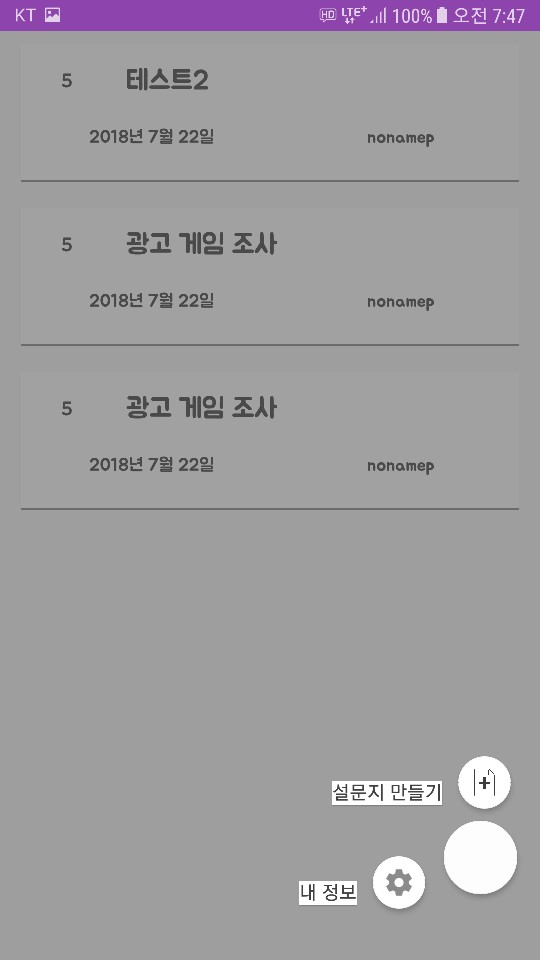 KT HD LTE+ 100% 오전 7:47
5 테스트2
2018년 7월 22일 nonamep
5 광고 게임 조사
2018년 7월 22일 nonamep
5 광고 게임 조사
2018년 7월 22일 nonamep
설문지 만들기
내 정보